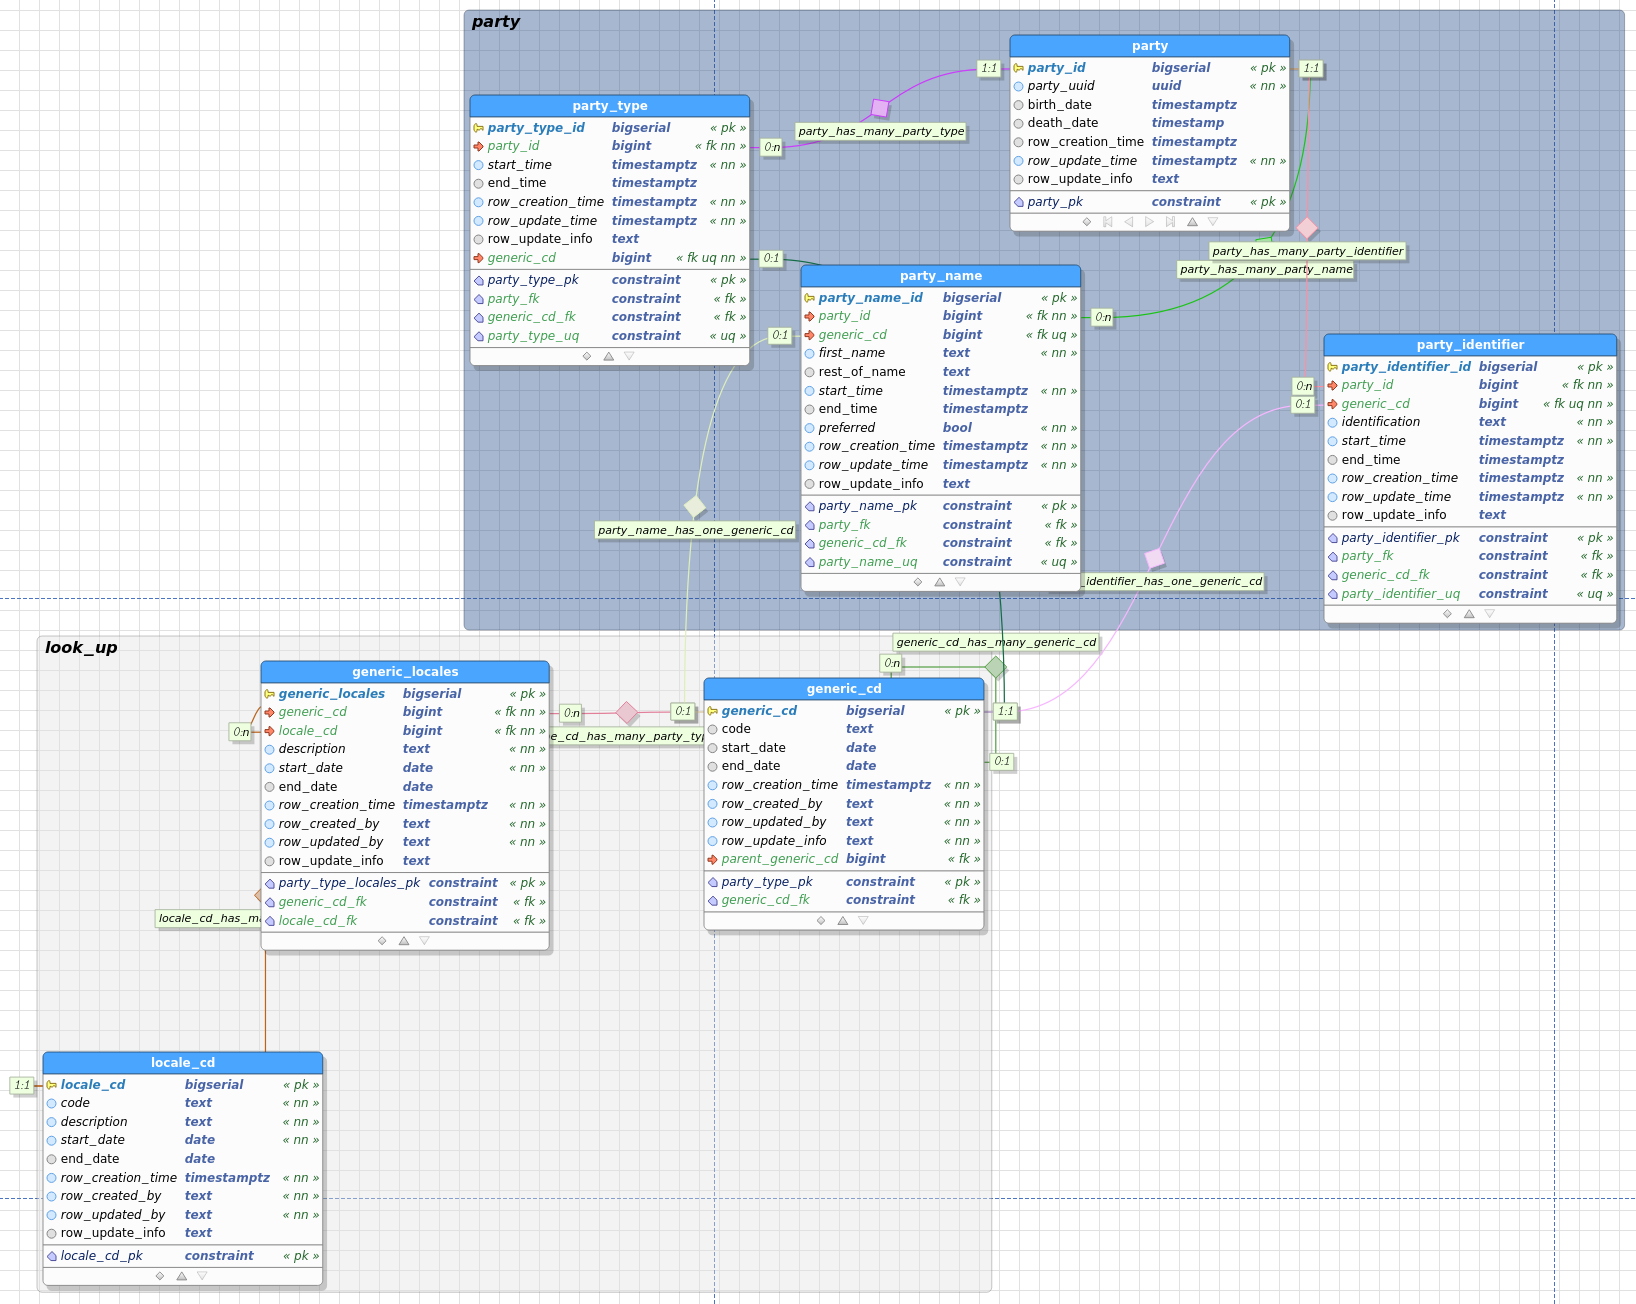 party
party
party_id bigserial « pk »
party_uuid uuid « nn »
birth_date timestamptz
death_date timestamp
row_creation_time timestamptz
row_update_time timestamptz « nn »
row_update_info text
party_pk constraint « pk »
1:1
1:1
party_has_many_party_type
0:n
party_type
party_type_id bigserial « pk »
party_id bigint « fk nn »
start_time timestamptz « nn »
end_time timestamptz
row_creation_time timestamptz « nn »
row_update_time timestamptz « nn »
row_update_info text
generic_cd bigint « fk uq nn »
party_type_pk constraint « pk »
party_fk constraint « fk »
generic_cd_fk constraint « fk »
party_type_uq constraint « uq »
0:1
0:1
party_has_many_party_identifier
party_has_many_party_name
party_name
party_name_id bigserial « pk »
party_id bigint « fk nn »
generic_cd bigint « fk uq »
first_name text « nn »
rest_of_name text
start_time timestamptz « nn »
end_time timestamptz
preferred bool « nn »
row_creation_time timestamptz « nn »
row_update_time timestamptz « nn »
row_update_info text
party_name_pk constraint « pk »
party_fk constraint « fk »
generic_cd_fk constraint « fk »
party_name_uq constraint « uq »
0:n
party_identifier
party_identifier_id bigserial « pk »
party_id bigint « fk nn »
generic_cd bigint « fk uq nn »
identification text « nn »
start_time timestamptz « nn »
end_time timestamptz
row_creation_time timestamptz « nn »
row_update_time timestamptz « nn »
row_update_info text
party_identifier_pk constraint « pk »
party_fk constraint « fk »
generic_cd_fk constraint « fk »
party_identifier_uq constraint « uq »
0:n
0:1
party_name_has_one_generic_cd
_identifier_has_one_generic_cd
look_up
generic_cd_has_many_generic_cd
0:n
generic_locales
generic_locales bigserial « pk »
generic_cd bigint « fk nn »
locale_cd bigint « fk nn »
description text « nn »
start_date date « nn »
end_date date
row_creation_time timestamptz « nn »
row_created_by text « nn »
row_updated_by text « nn »
row_update_info text
party_type_locales_pk constraint « pk »
generic_cd_fk constraint « fk »
locale_cd_fk constraint « fk »
0:n
0:n
0:1
e_cd_has_many_party_typ
generic_cd
generic_cd bigserial « pk »
code text
start_date date
end_date date
row_creation_time timestamptz « nn »
row_created_by text « nn »
row_updated_by text « nn »
row_update_info text « nn »
parent_generic_cd bigint « fk »
party_type_pk constraint « pk »
generic_cd_fk constraint « fk »
1:1
0:1
locale_cd_has_ma
locale_cd
locale_cd bigserial « pk »
code text « nn »
description text « nn »
start_date date « nn »
end_date date
row_creation_time timestamptz « nn »
row_created_by text « nn »
row_updated_by text « nn »
row_update_info text
locale_cd_pk constraint « pk »
1:1